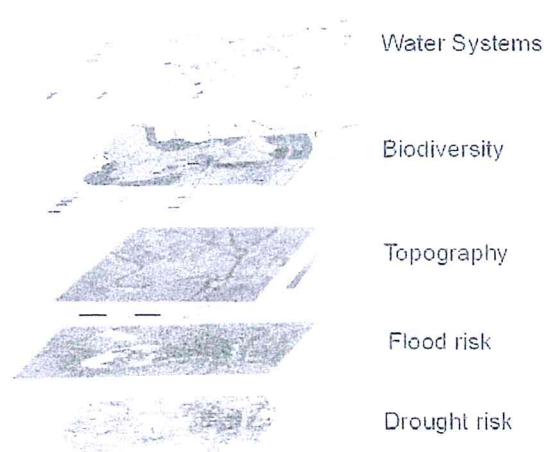 Water Systems
Biodiversity
Topography
Flood risk
Drought risk